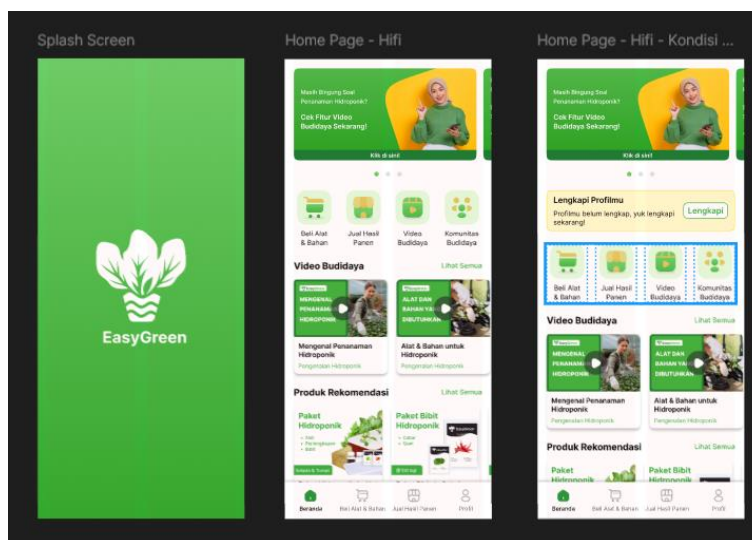 Splash Screen
EasyGreen
Home Page - Hifi
Masih Bingung Soal
Penanaman Hidroponik?
Cek Fitur Video
Budidaya Sekarang!
Klik di sini!
Beli Alat
& Bahan
Jual Hasil
Panen
Video
Budidaya
Komunitas
Budidaya
Video Budidaya
Lihat Semua
MENGENAL
PENANAMAN
HIDROPONIK
ALAT DAN
BAHAN YANG
DIBUTUHKAN
Mengenal Penanaman
Hidroponik
Pengenalan Hidroponik
Alat & Bahan untuk
Hidroponik
Pengenalan Hidroponik
Produk Rekomendasi
Lihat Semua
Paket
Hidroponik
Paket Bibit
Hidroponik
Beranda
Beli Alat & Bahan
Jual Hasil Panen
Profil
Home Page - Hifi - Kondisi ...
Masih Bingung Soal
Penanaman Hidroponik?
Cek Fitur Video
Budidaya Sekarang!
Klik di sini!
Lengkapi Profilmu
Profilmu belum lengkap, yuk lengkapi
sekarang!
Lengkapi
Beli Alat
& Bahan
Jual Hasil
Panen
Video
Budidaya
Komunitas
Budidaya
Video Budidaya
Lihat Semua
MENGENAL
PENANAMAN
HIDROPONIK
ALAT DAN
BAHAN YA
DIBUTUHKAN
Mengenal Penanaman
Hidroponik
Pengenalan Hidroponik
Alat & Bahan untuk
Hidroponik
Pengenalan Hidroponik
Produk Rekomendasi
Lihat Semua
Paket
Hidroponik
Paket Bibit
Hidroponik
Beranda
Beli Alat & Bahan
Jual Hasil Panen
Profil